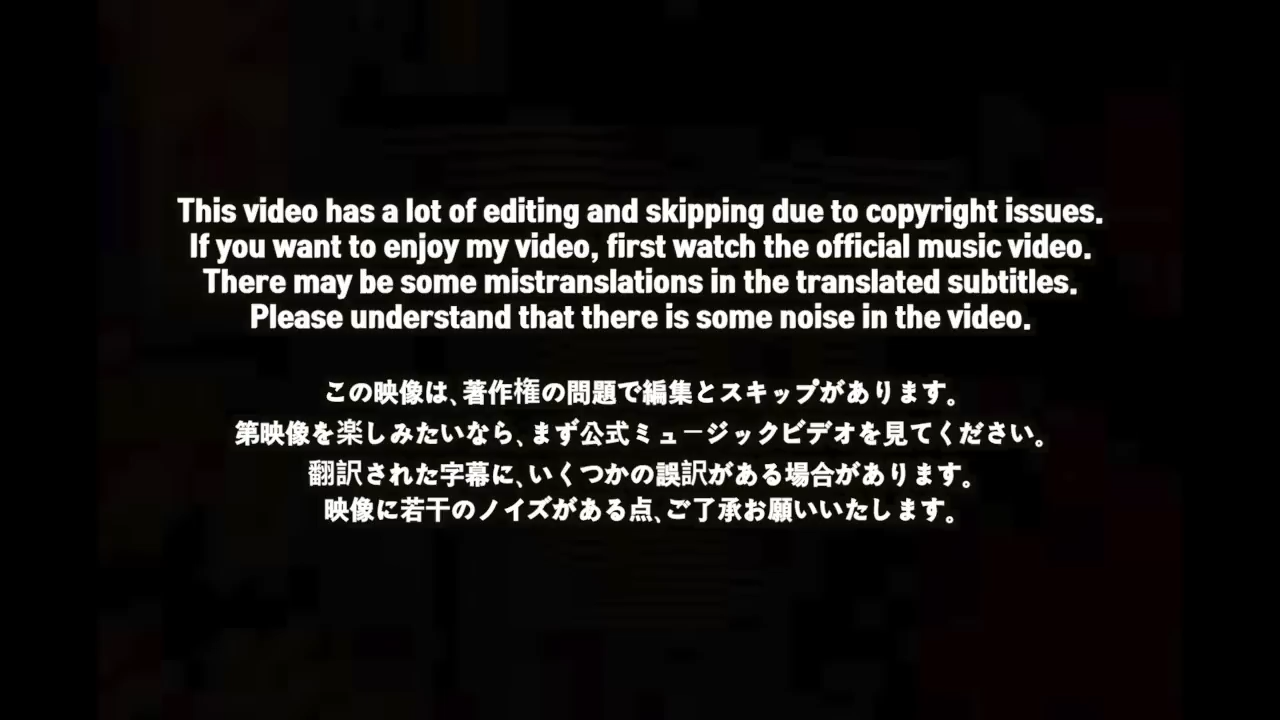 This video has a lot of editing and skipping due to copyright issues.
If you want to enjoy my video, first watch the official music video.
There may be some mistranslations in the translated subtitles.
Please understand that there is some noise in the video.
この映像は、著作権の問題で編集とスキップがあります。
第映像を楽しみたいなら、まず公式ミュージックビデオを見てください。
翻訳された字幕に、いくつかの誤訳がある場合があります。
映像に若干のノイズがある点、ご了承お願いいたします。